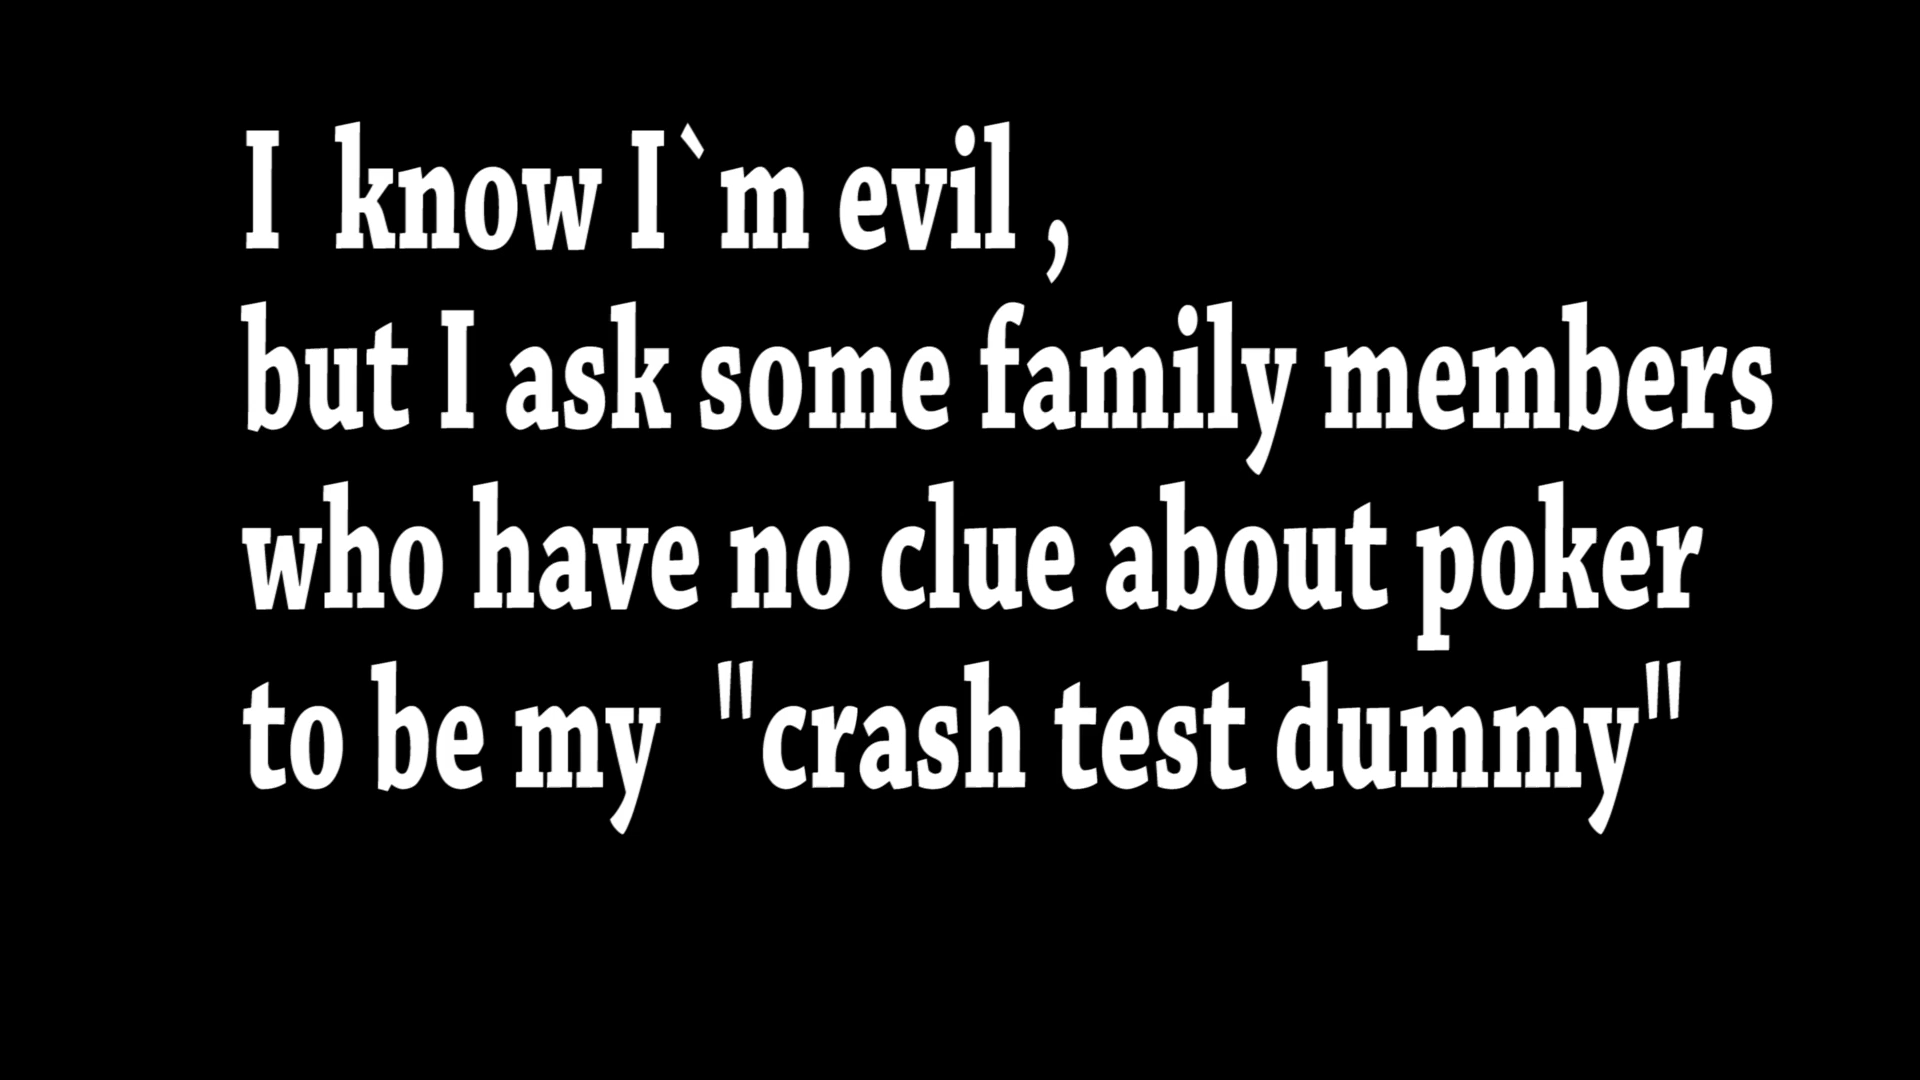 I  know I`m evil ,
but I ask some family members
who have no clue about poker
to be my  "crash test dummy"